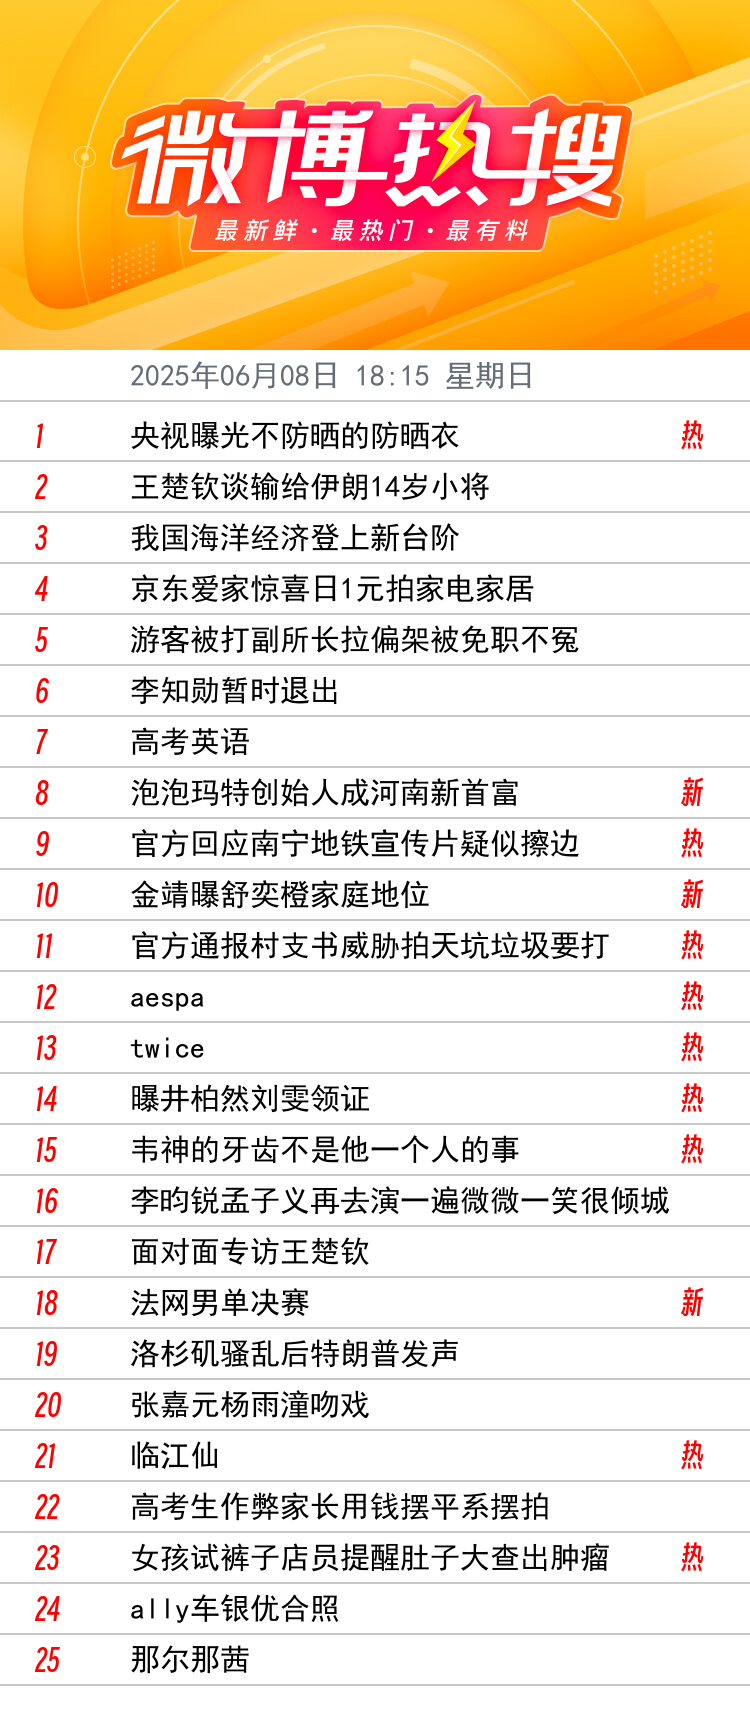 微博热搜
最新鲜·最热门·最有料
2025年06月08日 18:15 星期日
1 央视曝光不防晒的防晒衣 热
2 王楚钦谈输给伊朗14岁小将
3 我国海洋经济登上新台阶
4 京东爱家惊喜日1元拍家电家居
5 游客被打副所长拉偏架被免职不冤
6 李知勋暂时退出
7 高考英语
8 泡泡玛特创始人成河南新首富 新
9 官方回应南宁地铁宣传片疑似擦边 热
10 金靖曝舒奕橙家庭地位 新
11 官方通报村支书威胁拍天坑垃圾要打 热
12 aespa 热
13 twice 热
14 曝井柏然刘雯领证 热
15 韦神的牙齿不是他一个人的事 热
16 李昀锐孟子义再去演一遍微微一笑很倾城
17 面对面专访王楚钦
18 法网男单决赛 新
19 洛杉矶骚乱后特朗普发声
20 张嘉元杨雨潼吻戏
21 临江仙 热
22 高考生作弊家长用钱摆平系摆拍
23 女孩试裤子店员提醒肚子大查出肿瘤 热
24 ally车银优合照
25 那尔那茜